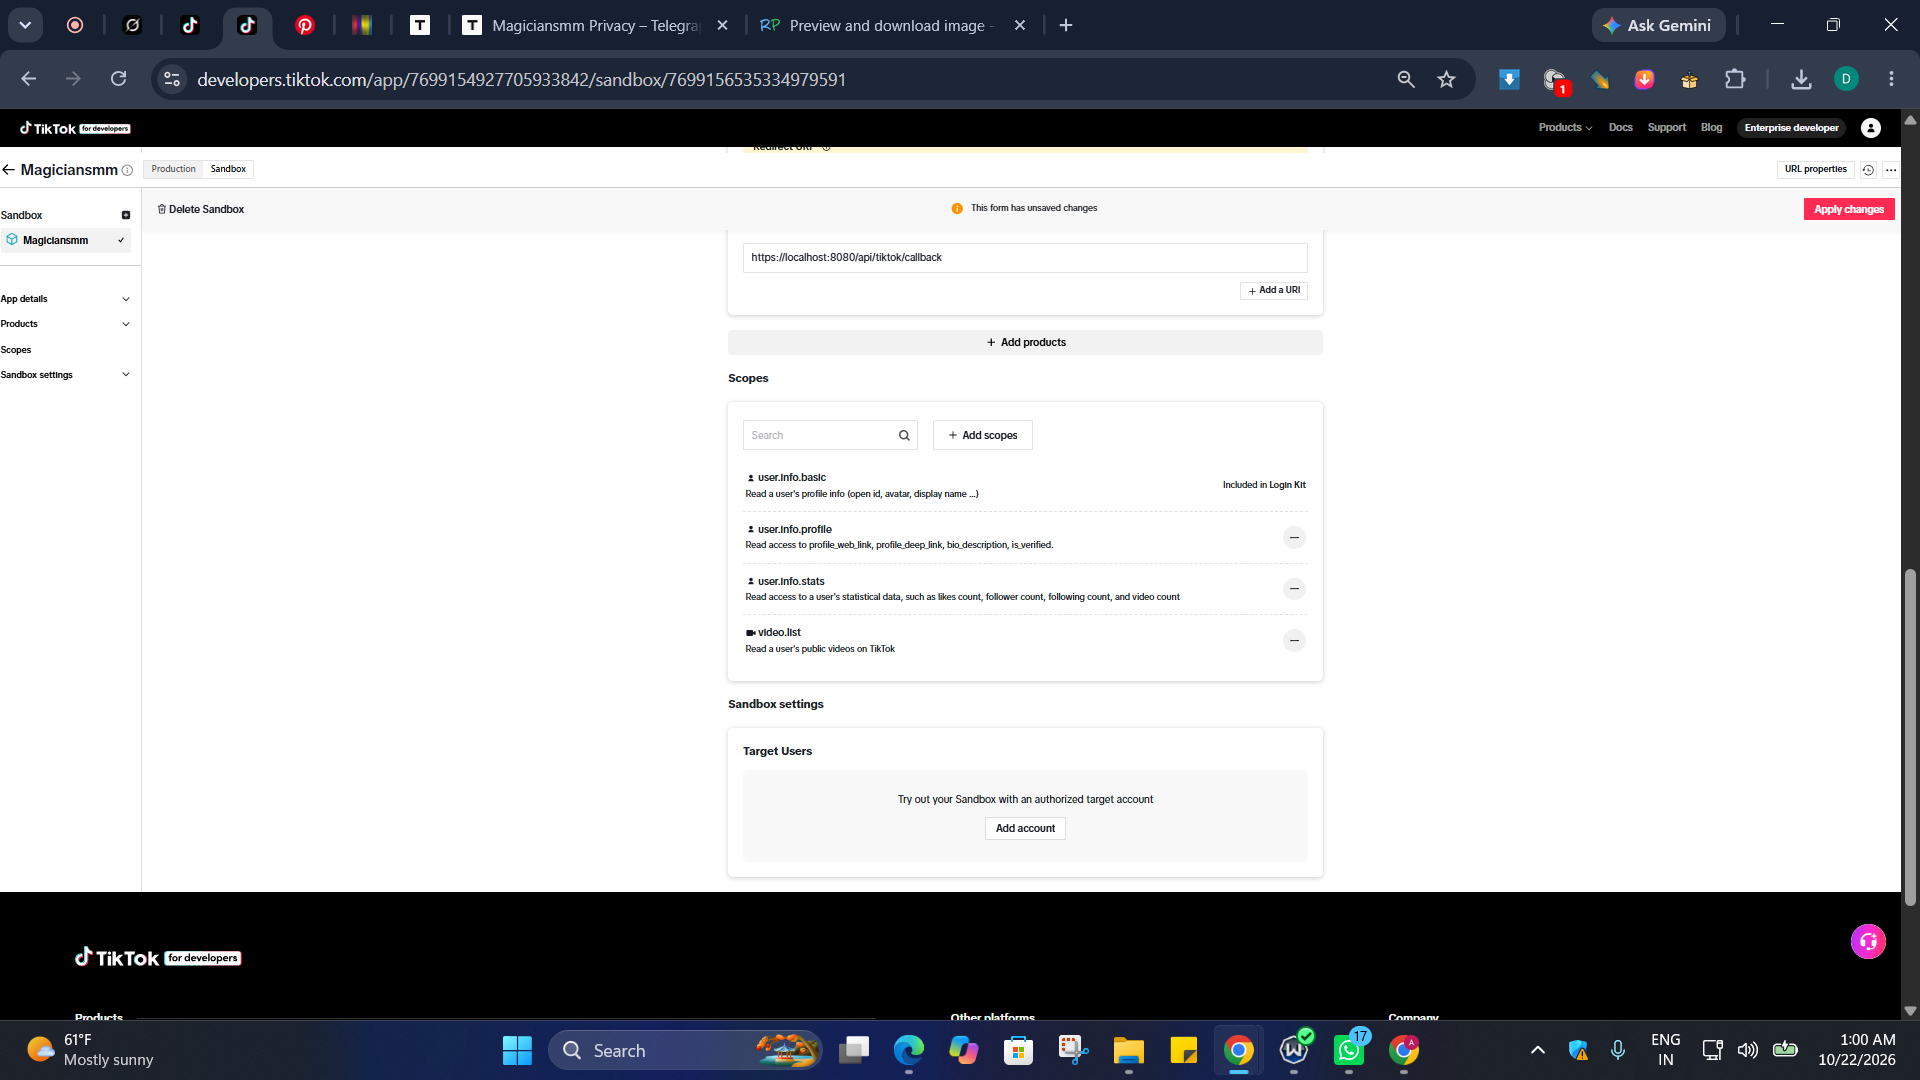 Magiciansmm Privacy – Telegra
Preview and download image -
Ask Gemini
developers.tiktok.com/app/7699154927705933842/sandbox/7699156535334979591
1
D
TikTok for developers
Products
Docs
Support
Blog
Enterprise developer
Magiciansmm
Production
Sandbox
Redirect URI
URL properties
Sandbox
Magiciansmm
App details
Products
Scopes
Sandbox settings
Delete Sandbox
This form has unsaved changes
Apply changes
https://localhost:8080/api/tiktok/callback
+ Add a URI
+ Add products
Scopes
Search
+ Add scopes
user.info.basic
Read a user's profile info (open id, avatar, display name ...)
Included in Login Kit
user.info.profile
Read access to profile_web_link, profile_deep_link, bio_description, is_verified.
user.info.stats
Read access to a user's statistical data, such as likes count, follower count, following count, and video count
video.list
Read a user's public videos on TikTok
Sandbox settings
Target Users
Try out your Sandbox with an authorized target account
Add account
TikTok for developers
Products
Other platforms
Company
61°F
Mostly sunny
Search
17
A
ENG
IN
1:00 AM
10/22/2026